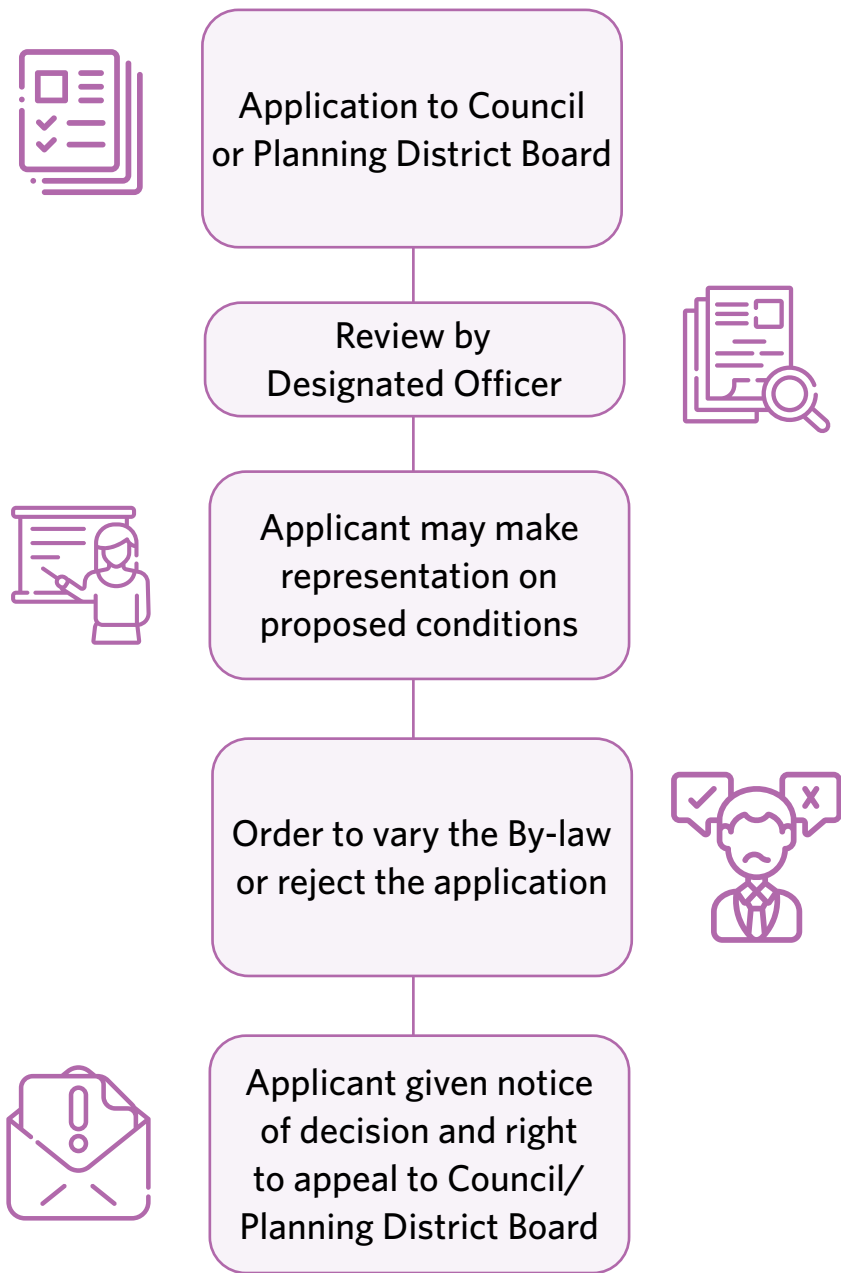 Application to Council
or Planning District Board
Review by
Designated Officer
Applicant may make
representation on
proposed conditions
Order to vary the By-law
or reject the application
Applicant given notice
of decision and right
to appeal to Council/
Planning District Board